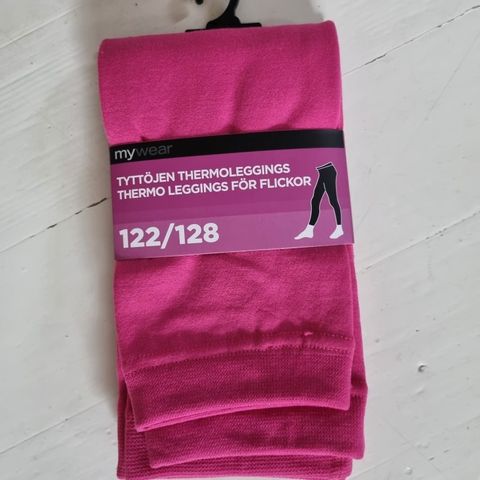 mywear
TYTTÖJEN THERMOLEGGINGS
THERMO LEGGINGS FÖR FLICKOR
122/128